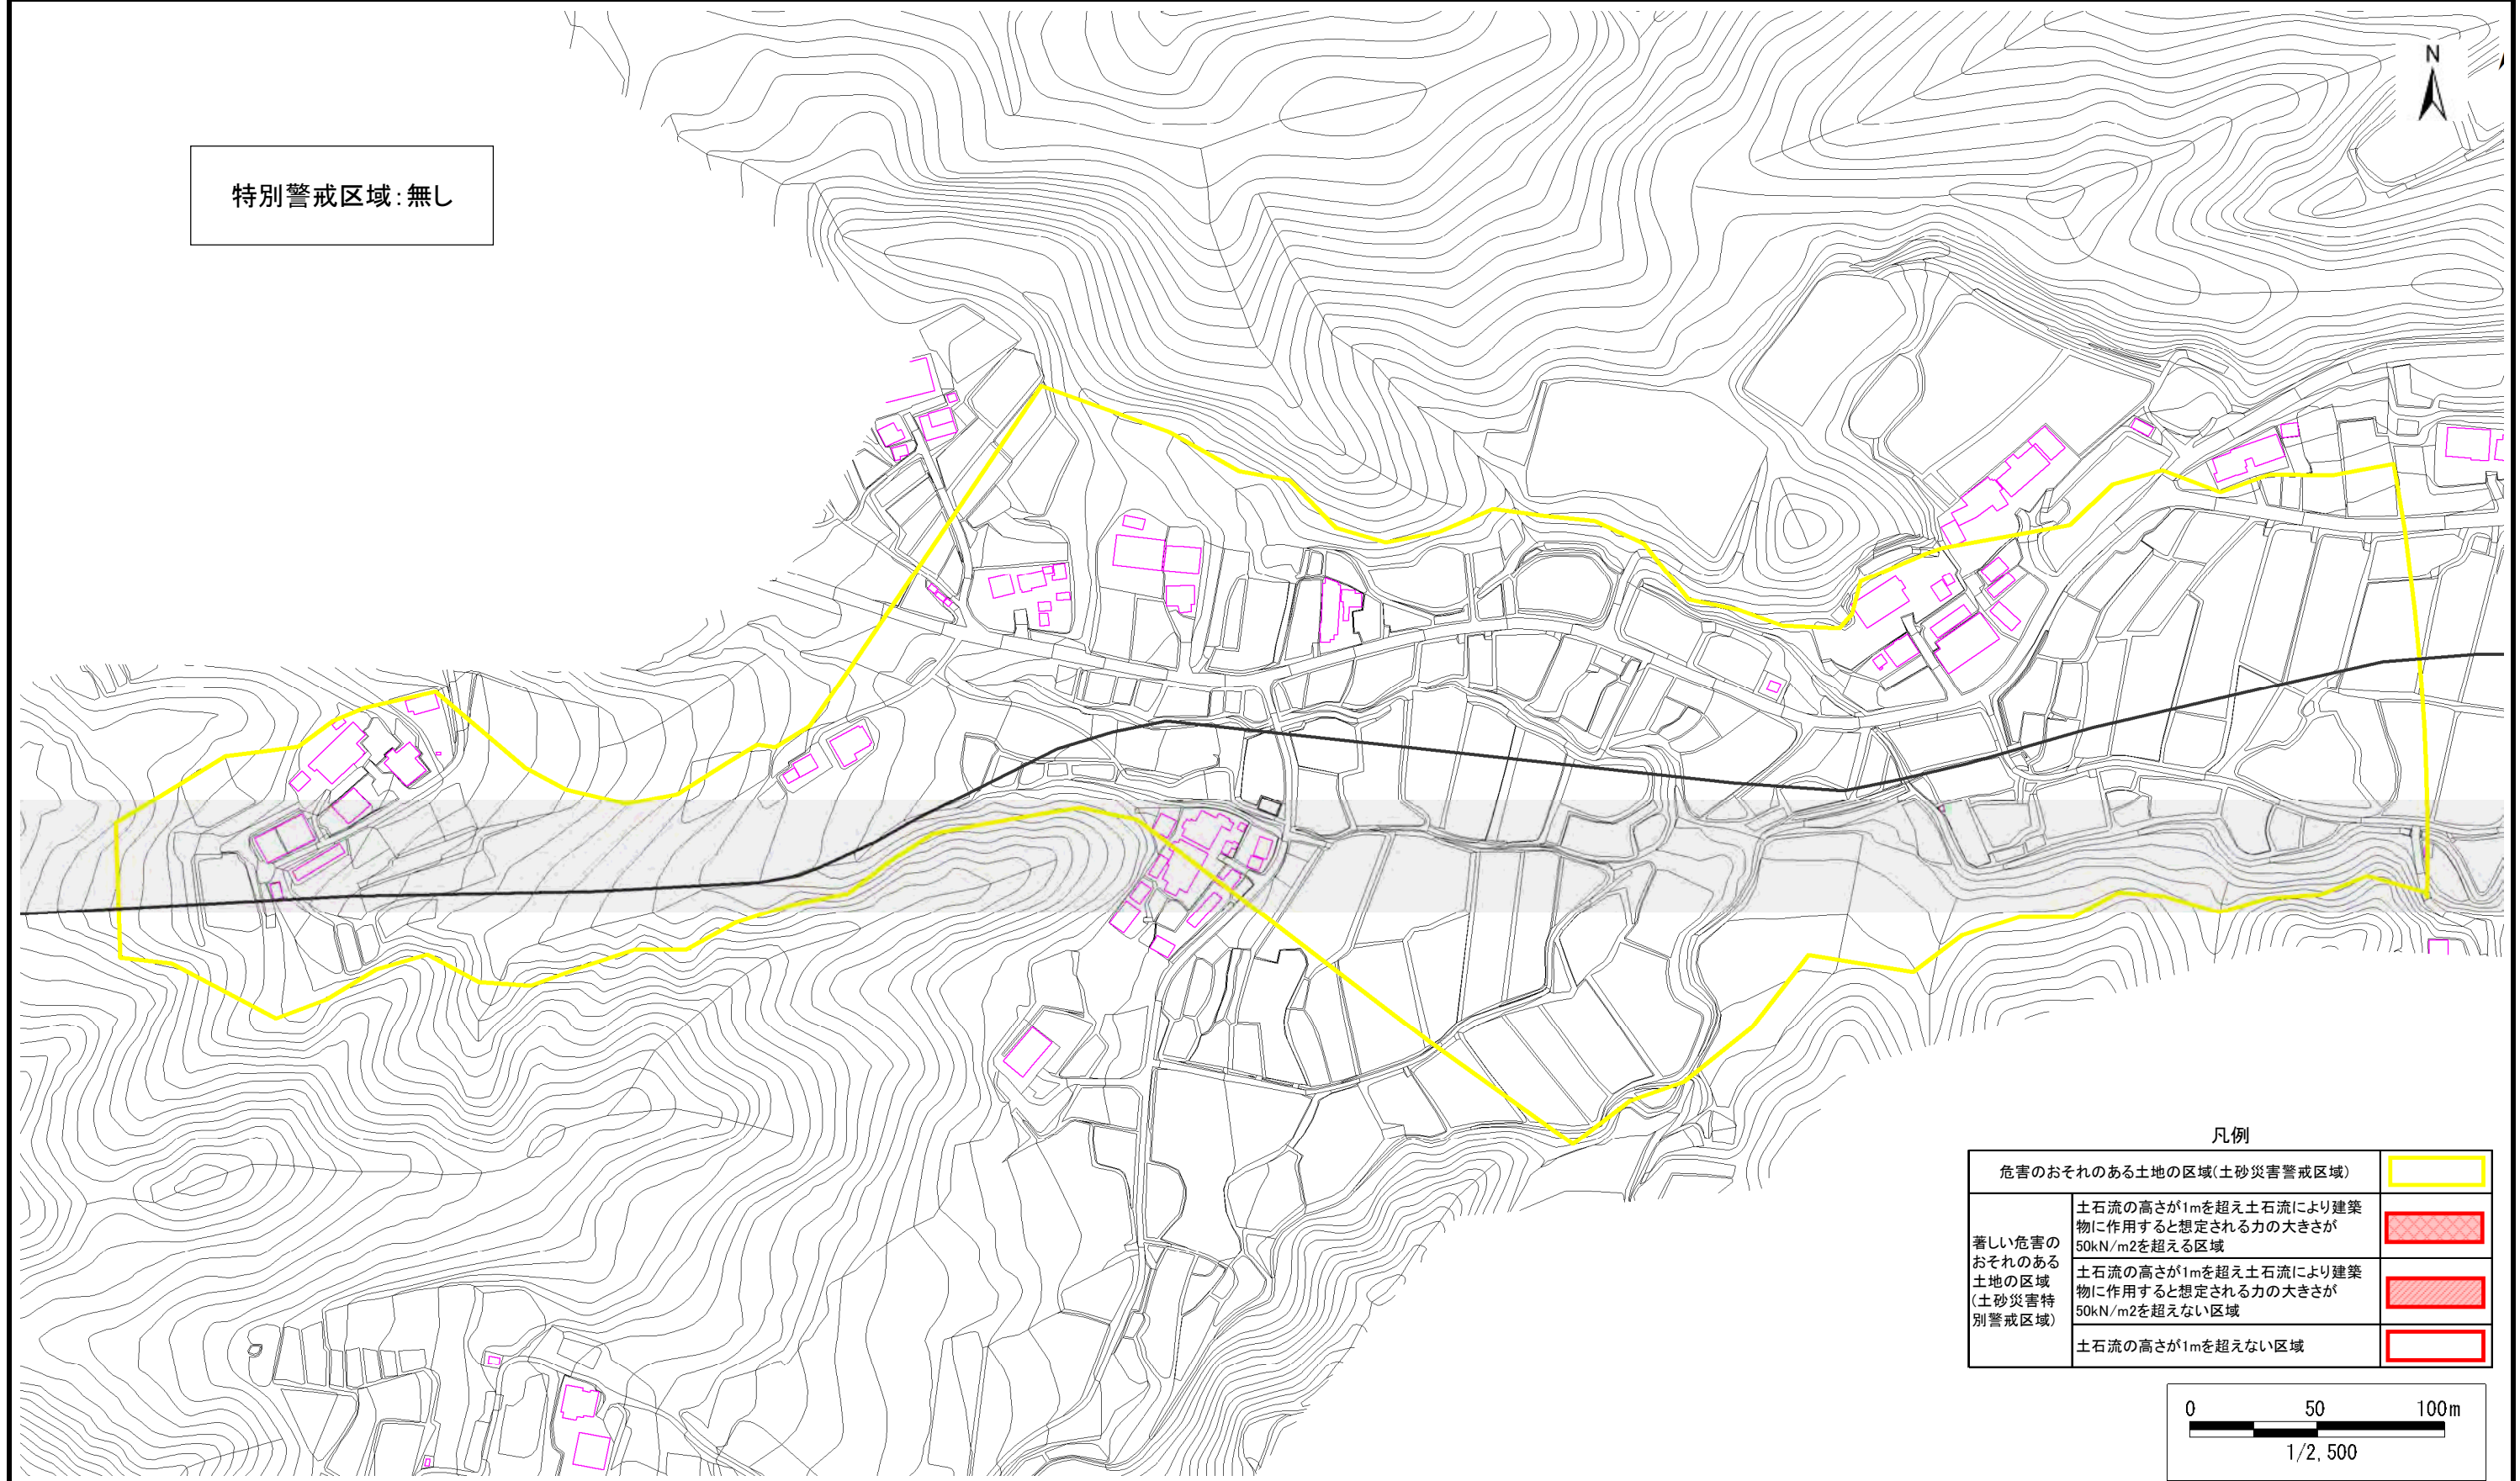 N
特別警戒区域:無し
凡例
危害のおそれのある土地の区域(土砂災害警戒区域)
著しい危害の
おそれのある
土地の区域
(土砂災害特
別警戒区域)
土石流の高さが1mを超え土石流により建築
物に作用すると想定される力の大きさが
50kN/m2を超える区域
土石流の高さが1mを超え土石流により建築
物に作用すると想定される力の大きさが
50kN/m2を超えない区域
土石流の高さが1mを超えない区域
0 50 100m
1/2,500